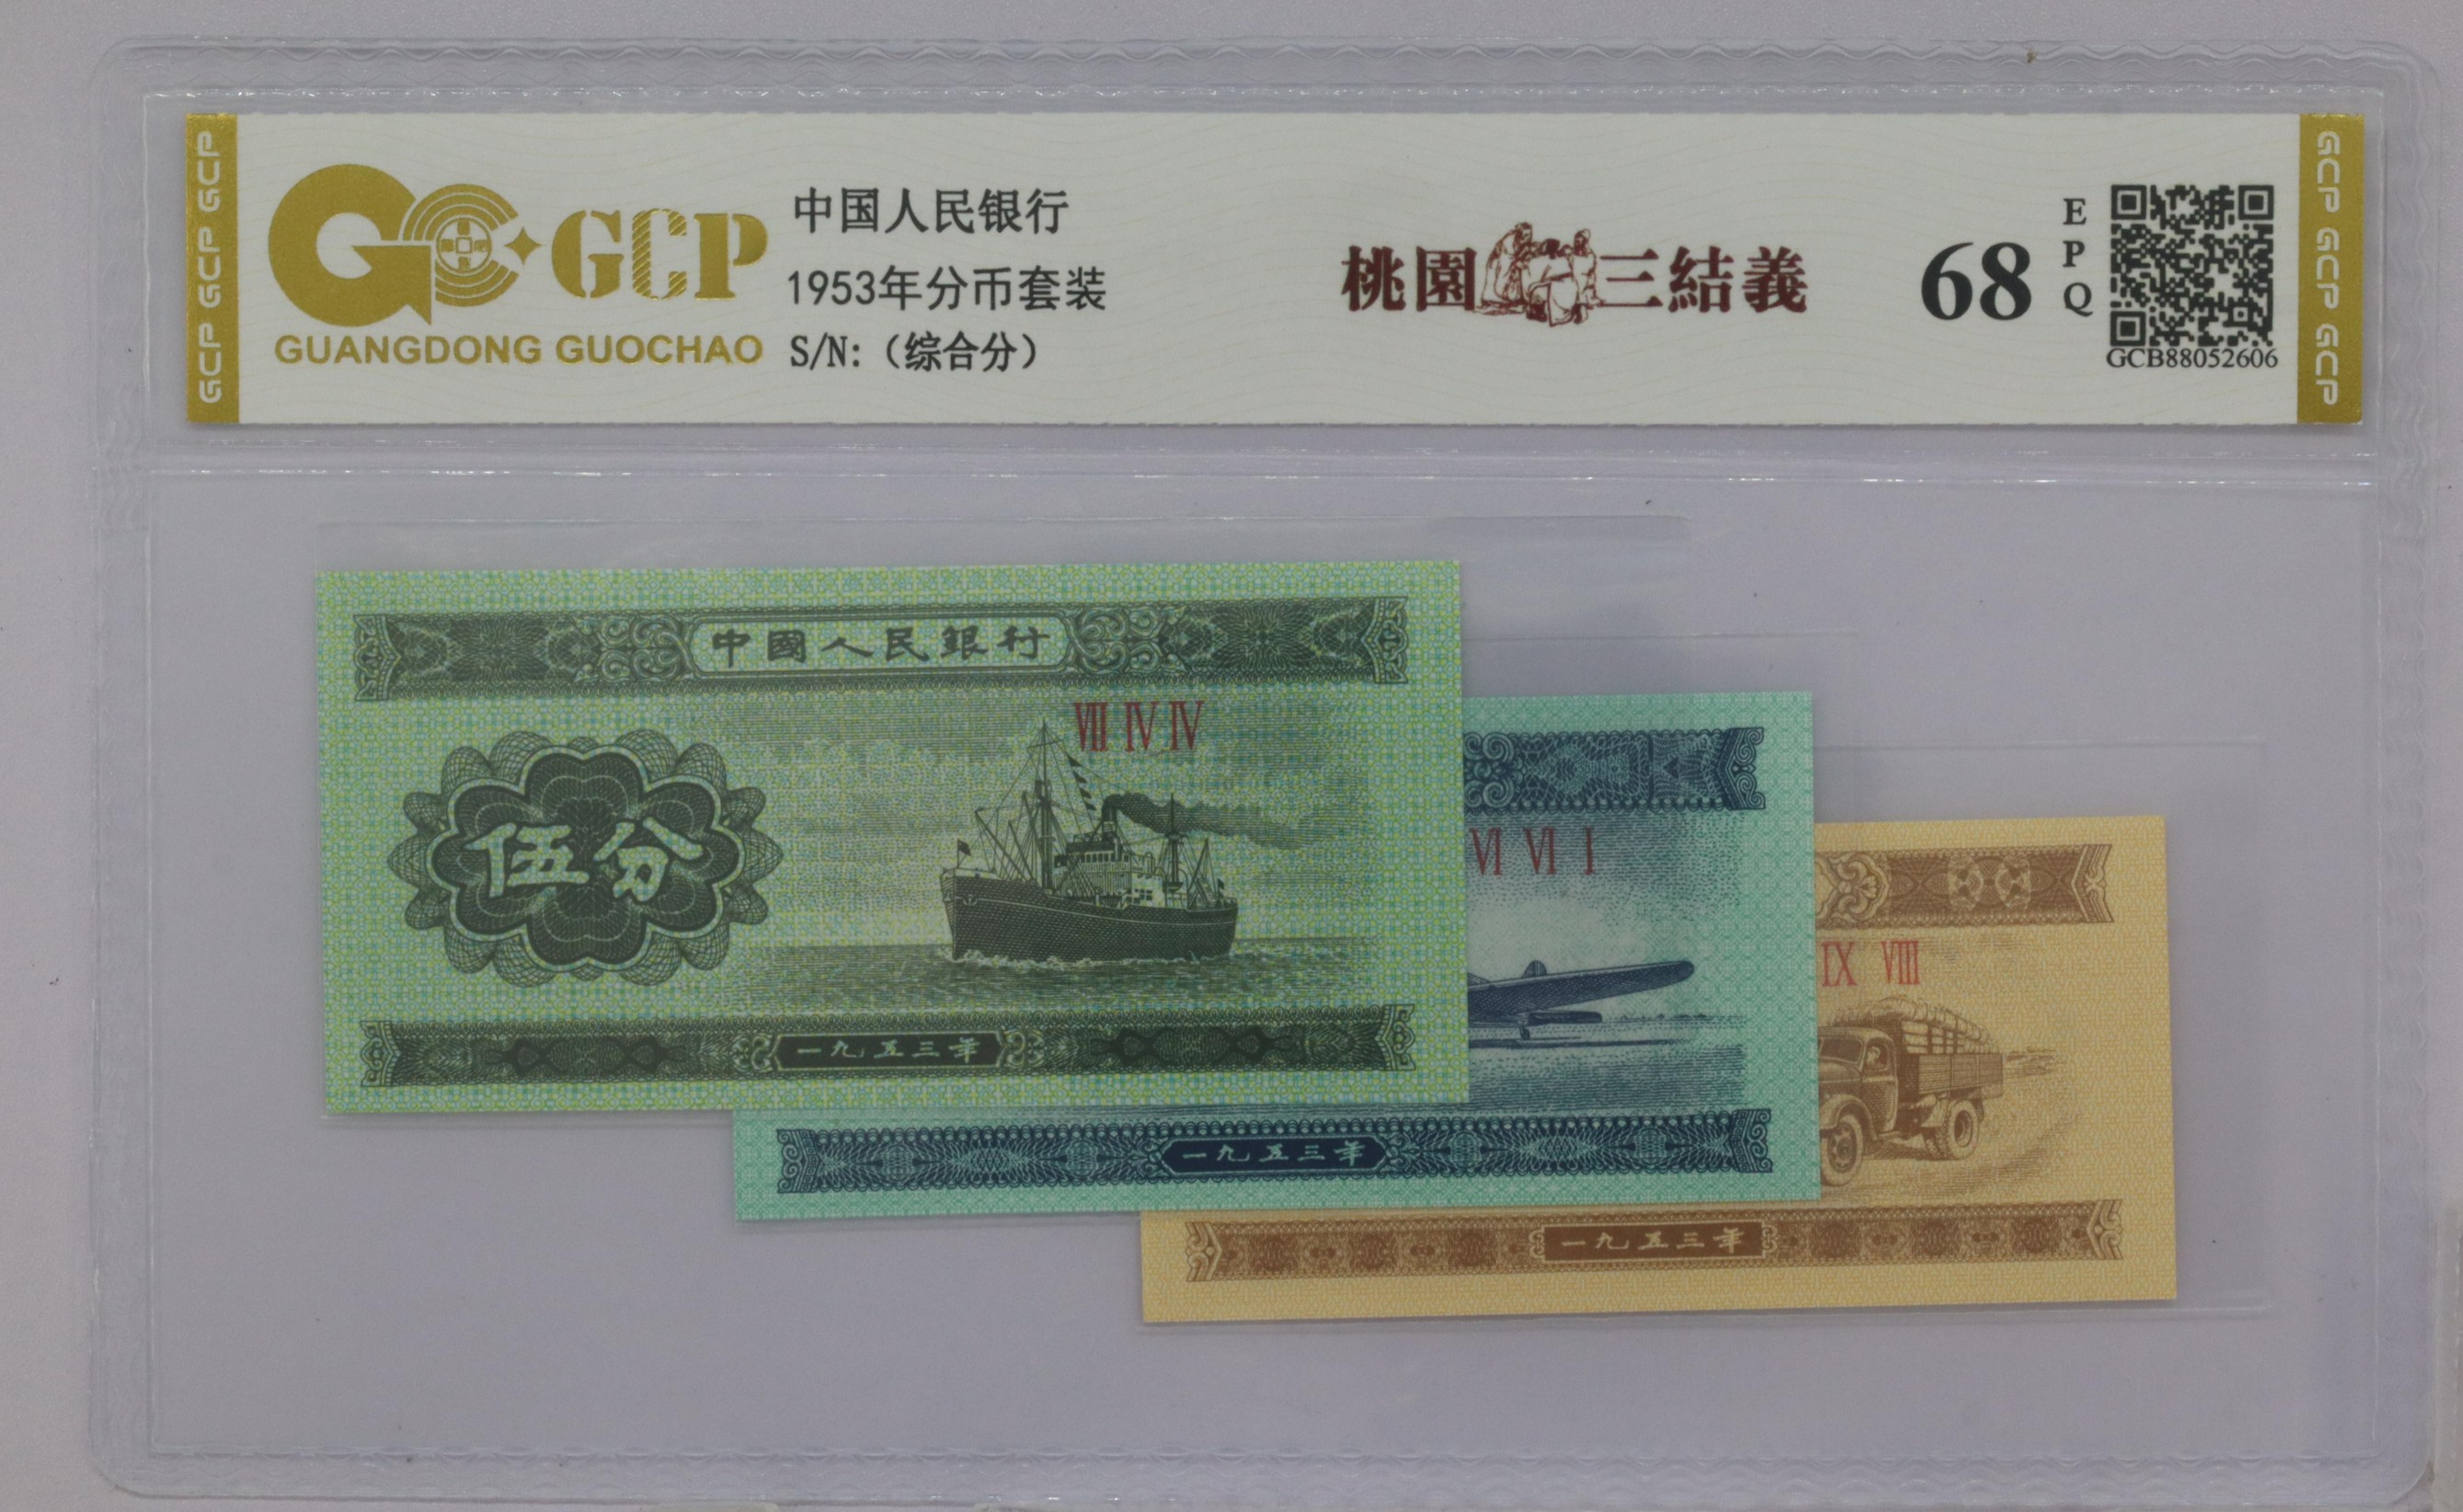 GCP GCP GCP
GCP
GUANGDONG GUOCHAO
中国人民银行
1953年分币套装
S/N:（综合分）
桃園三結義
68
EPQ
GCB88052606
GCP GCP GCP
中國人民銀行
VIII IV IV
伍分
一九五三年
VI VI I
一九五三年
IX VIII
一九五三年